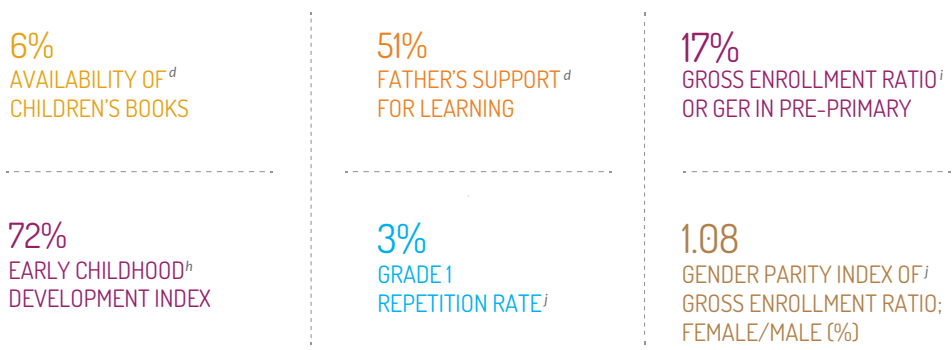 6%
AVAILABILITY OF d
CHILDREN'S BOOKS
51%
FATHER'S SUPPORT d
FOR LEARNING
17%
GROSS ENROLLMENT RATIO i
OR GER IN PRE-PRIMARY
72%
EARLY CHILDHOOD h
DEVELOPMENT INDEX
3%
GRADE 1
REPETITION RATE j
1.08
GENDER PARITY INDEX OF j
GROSS ENROLLMENT RATIO;
FEMALE/MALE (%)